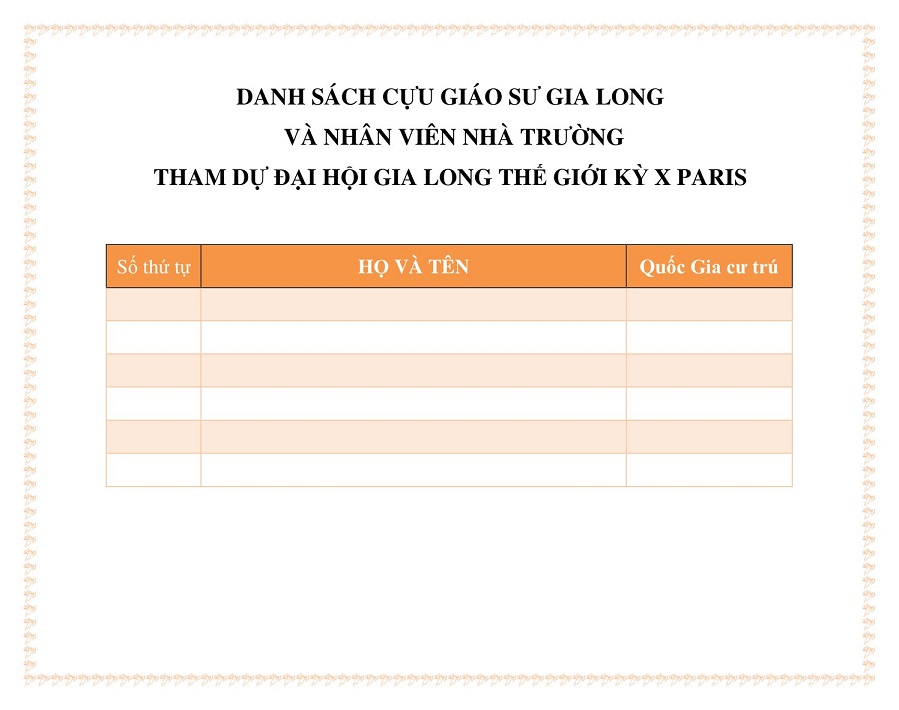 DANH SÁCH CỰU GIÁO SƯ GIA LONG
VÀ NHÂN VIÊN NHÀ TRƯỜNG
THAM DỰ ĐẠI HỘI GIA LONG THẾ GIỚI KỲ X PARIS
Số thứ tự HỌ VÀ TÊN Quốc Gia cư trú